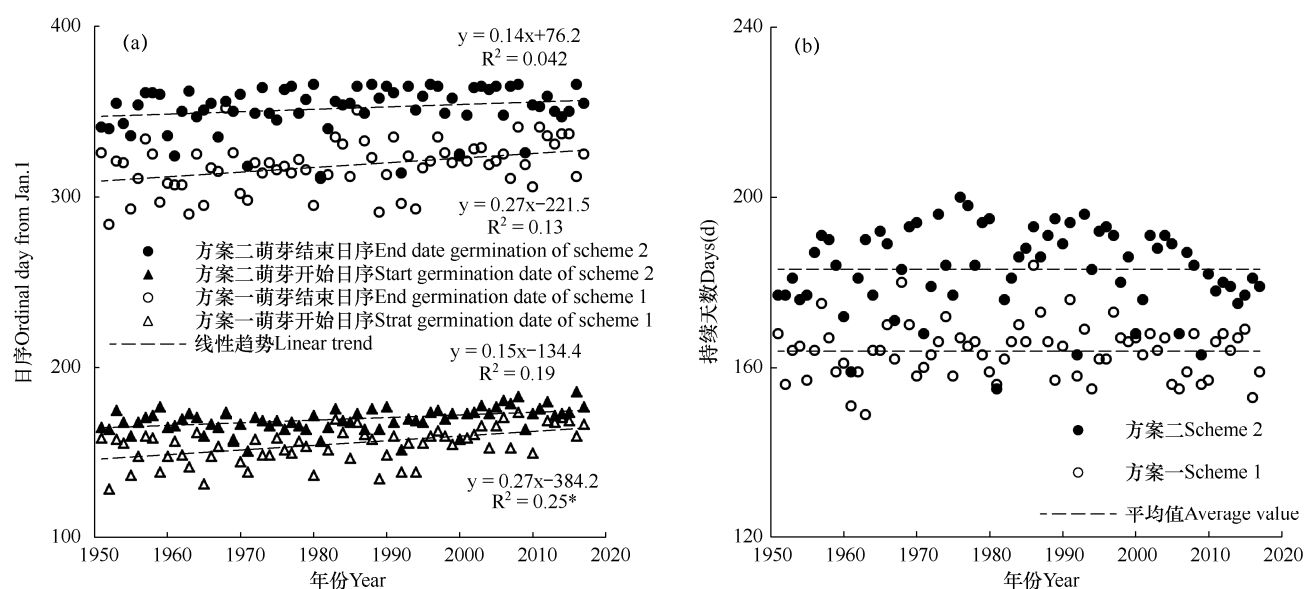 (a)
400
300
200
100
日序Ordinal day from Jan.1
y = 0.14x+76.2
R² = 0.042
y = 0.27x−221.5
R² = 0.13
方案二萌芽结束日序End date germination of scheme 2
方案二萌芽开始日序Start germination date of scheme 2
方案一萌芽结束日序End germination date of scheme 1
方案一萌芽开始日序Strat germination date of scheme 1
线性趋势Linear trend
y = 0.15x−134.4
R² = 0.19
y = 0.27x−384.2
R² = 0.25*
1950 1960 1970 1980 1990 2000 2010 2020
年份Year
(b)
240
200
160
120
持续天数Days(d)
方案二Scheme 2
方案一Scheme 1
平均值Average value
1950 1960 1970 1980 1990 2000 2010 2020
年份Year